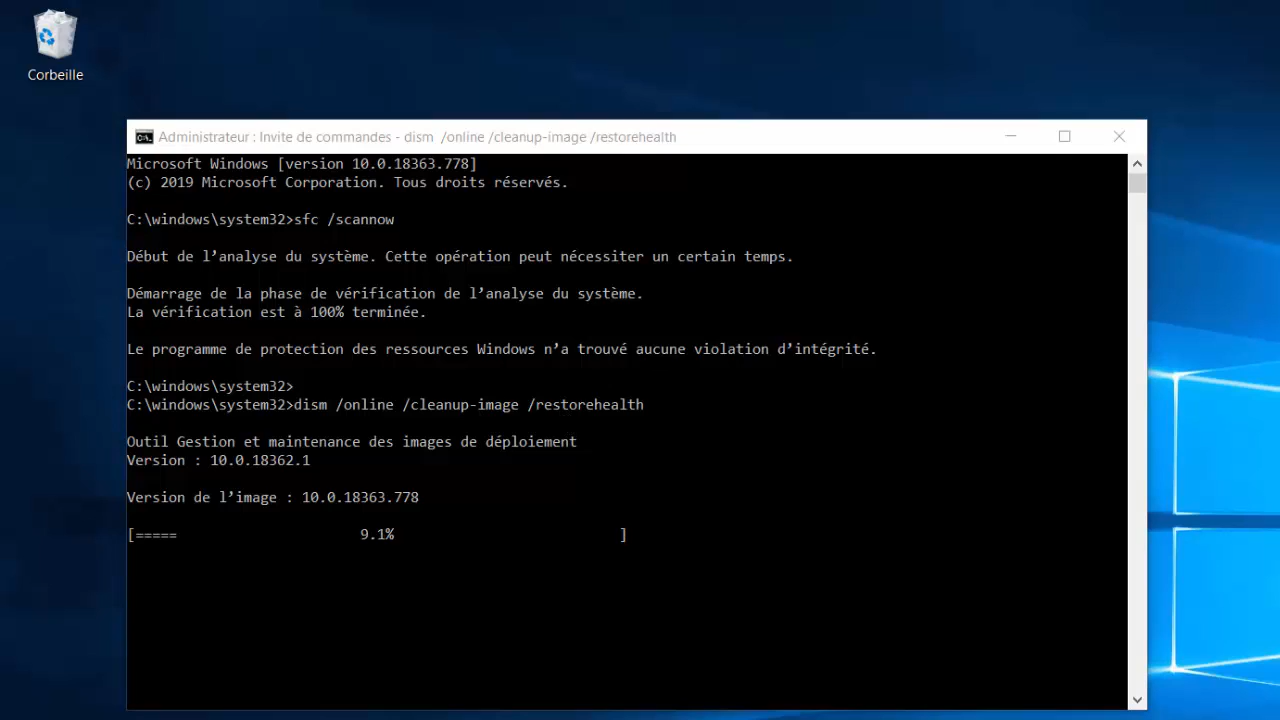 Corbeille
Administrateur : Invite de commandes - dism  /online /cleanup-image /restorehealth
Microsoft Windows [version 10.0.18363.778]
(c) 2019 Microsoft Corporation. Tous droits réservés.
C:\windows\system32>sfc /scannow
Début de l’analyse du système. Cette opération peut nécessiter un certain temps.
Démarrage de la phase de vérification de l’analyse du système.
La vérification est à 100% terminée.
Le programme de protection des ressources Windows n’a trouvé aucune violation d’intégrité.
C:\windows\system32>
C:\windows\system32>dism /online /cleanup-image /restorehealth
Outil Gestion et maintenance des images de déploiement
Version : 10.0.18362.1
Version de l’image : 10.0.18363.778
[=====                      9.1%                           ]